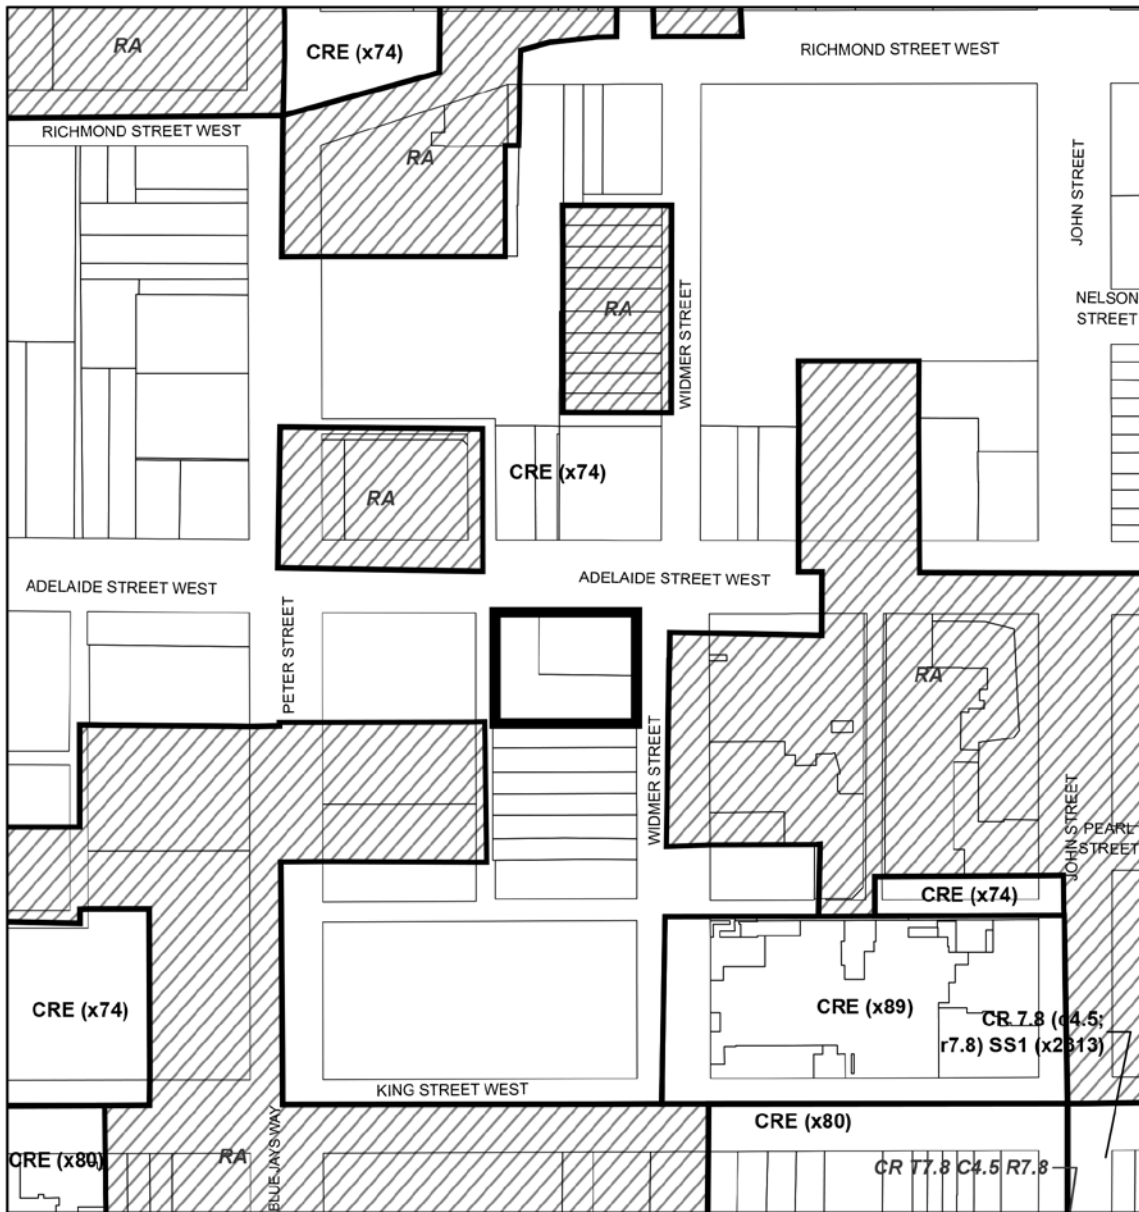 RA
CRE (x74)
RICHMOND STREET WEST
RICHMOND STREET WEST
RA
JOHN STREET
NELSON
STREET
RA
WIDMER STREET
CRE (x74)
RA
ADELAIDE STREET WEST
ADELAIDE STREET WEST
PETER STREET
RA
WIDMER STREET
JOHN STREET
PEARL
STREET
CRE (x74)
CRE (x74)
CRE (x89)
CR 7.8 (c4.5;
r7.8) SS1 (x2313)
KING STREET WEST
CRE (x80)
BLUE JAYS WAY
CRE (x80)
RA
CR T7.8 C4.5 R7.8